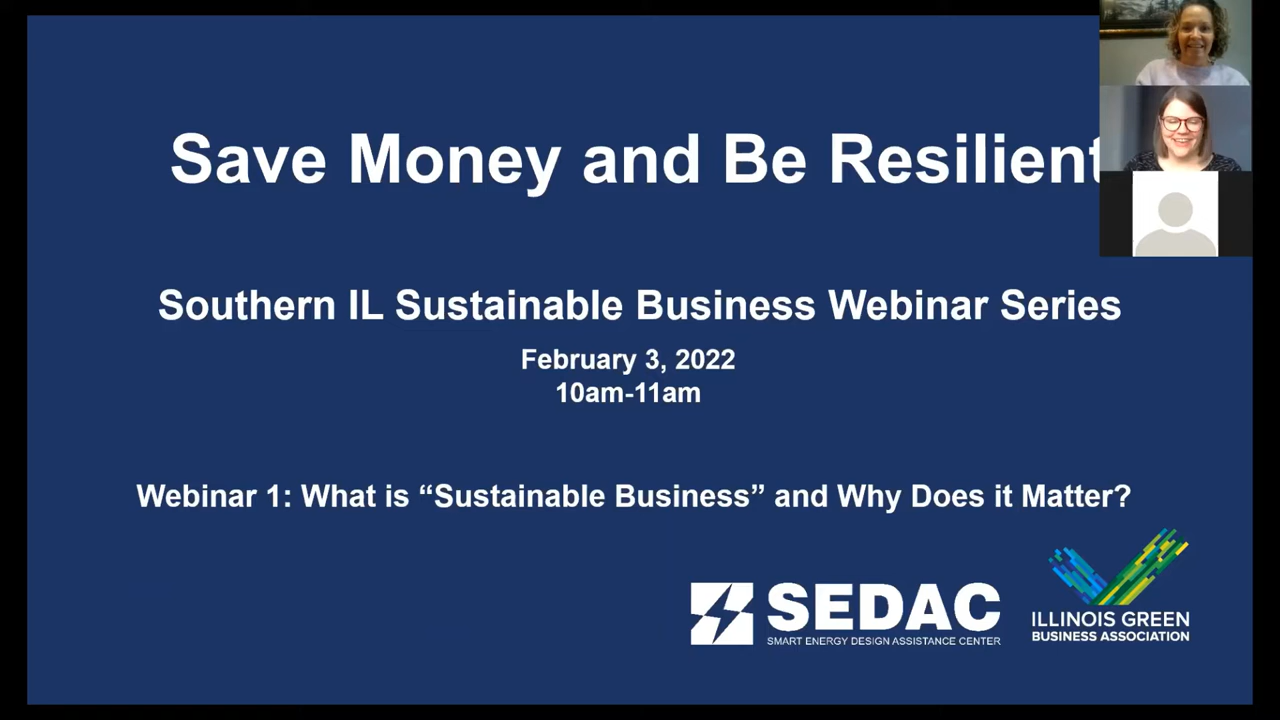 Save Money and Be Resilient
Southern IL Sustainable Business Webinar Series
February 3, 2022
10am-11am
Webinar 1: What is “Sustainable Business” and Why Does it Matter?
SEDAC
SMART ENERGY DESIGN ASSISTANCE CENTER
ILLINOIS GREEN
BUSINESS ASSOCIATION